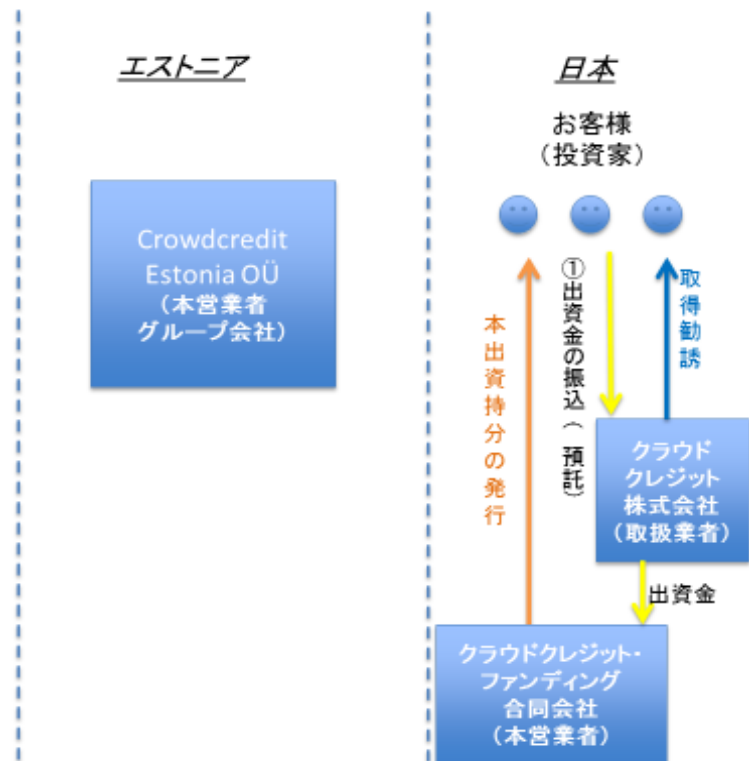 エストニア
日本
お客様
（投資家）
Crowdcredit
Estonia OÜ
（本営業者
グループ会社）
本出資持分の発行
①出資金の振込（預託）
取得勧誘
クラウド
クレジット
株式会社
（取扱業者）
出資金
クラウドクレジット・
ファンディング
合同会社
（本営業者）